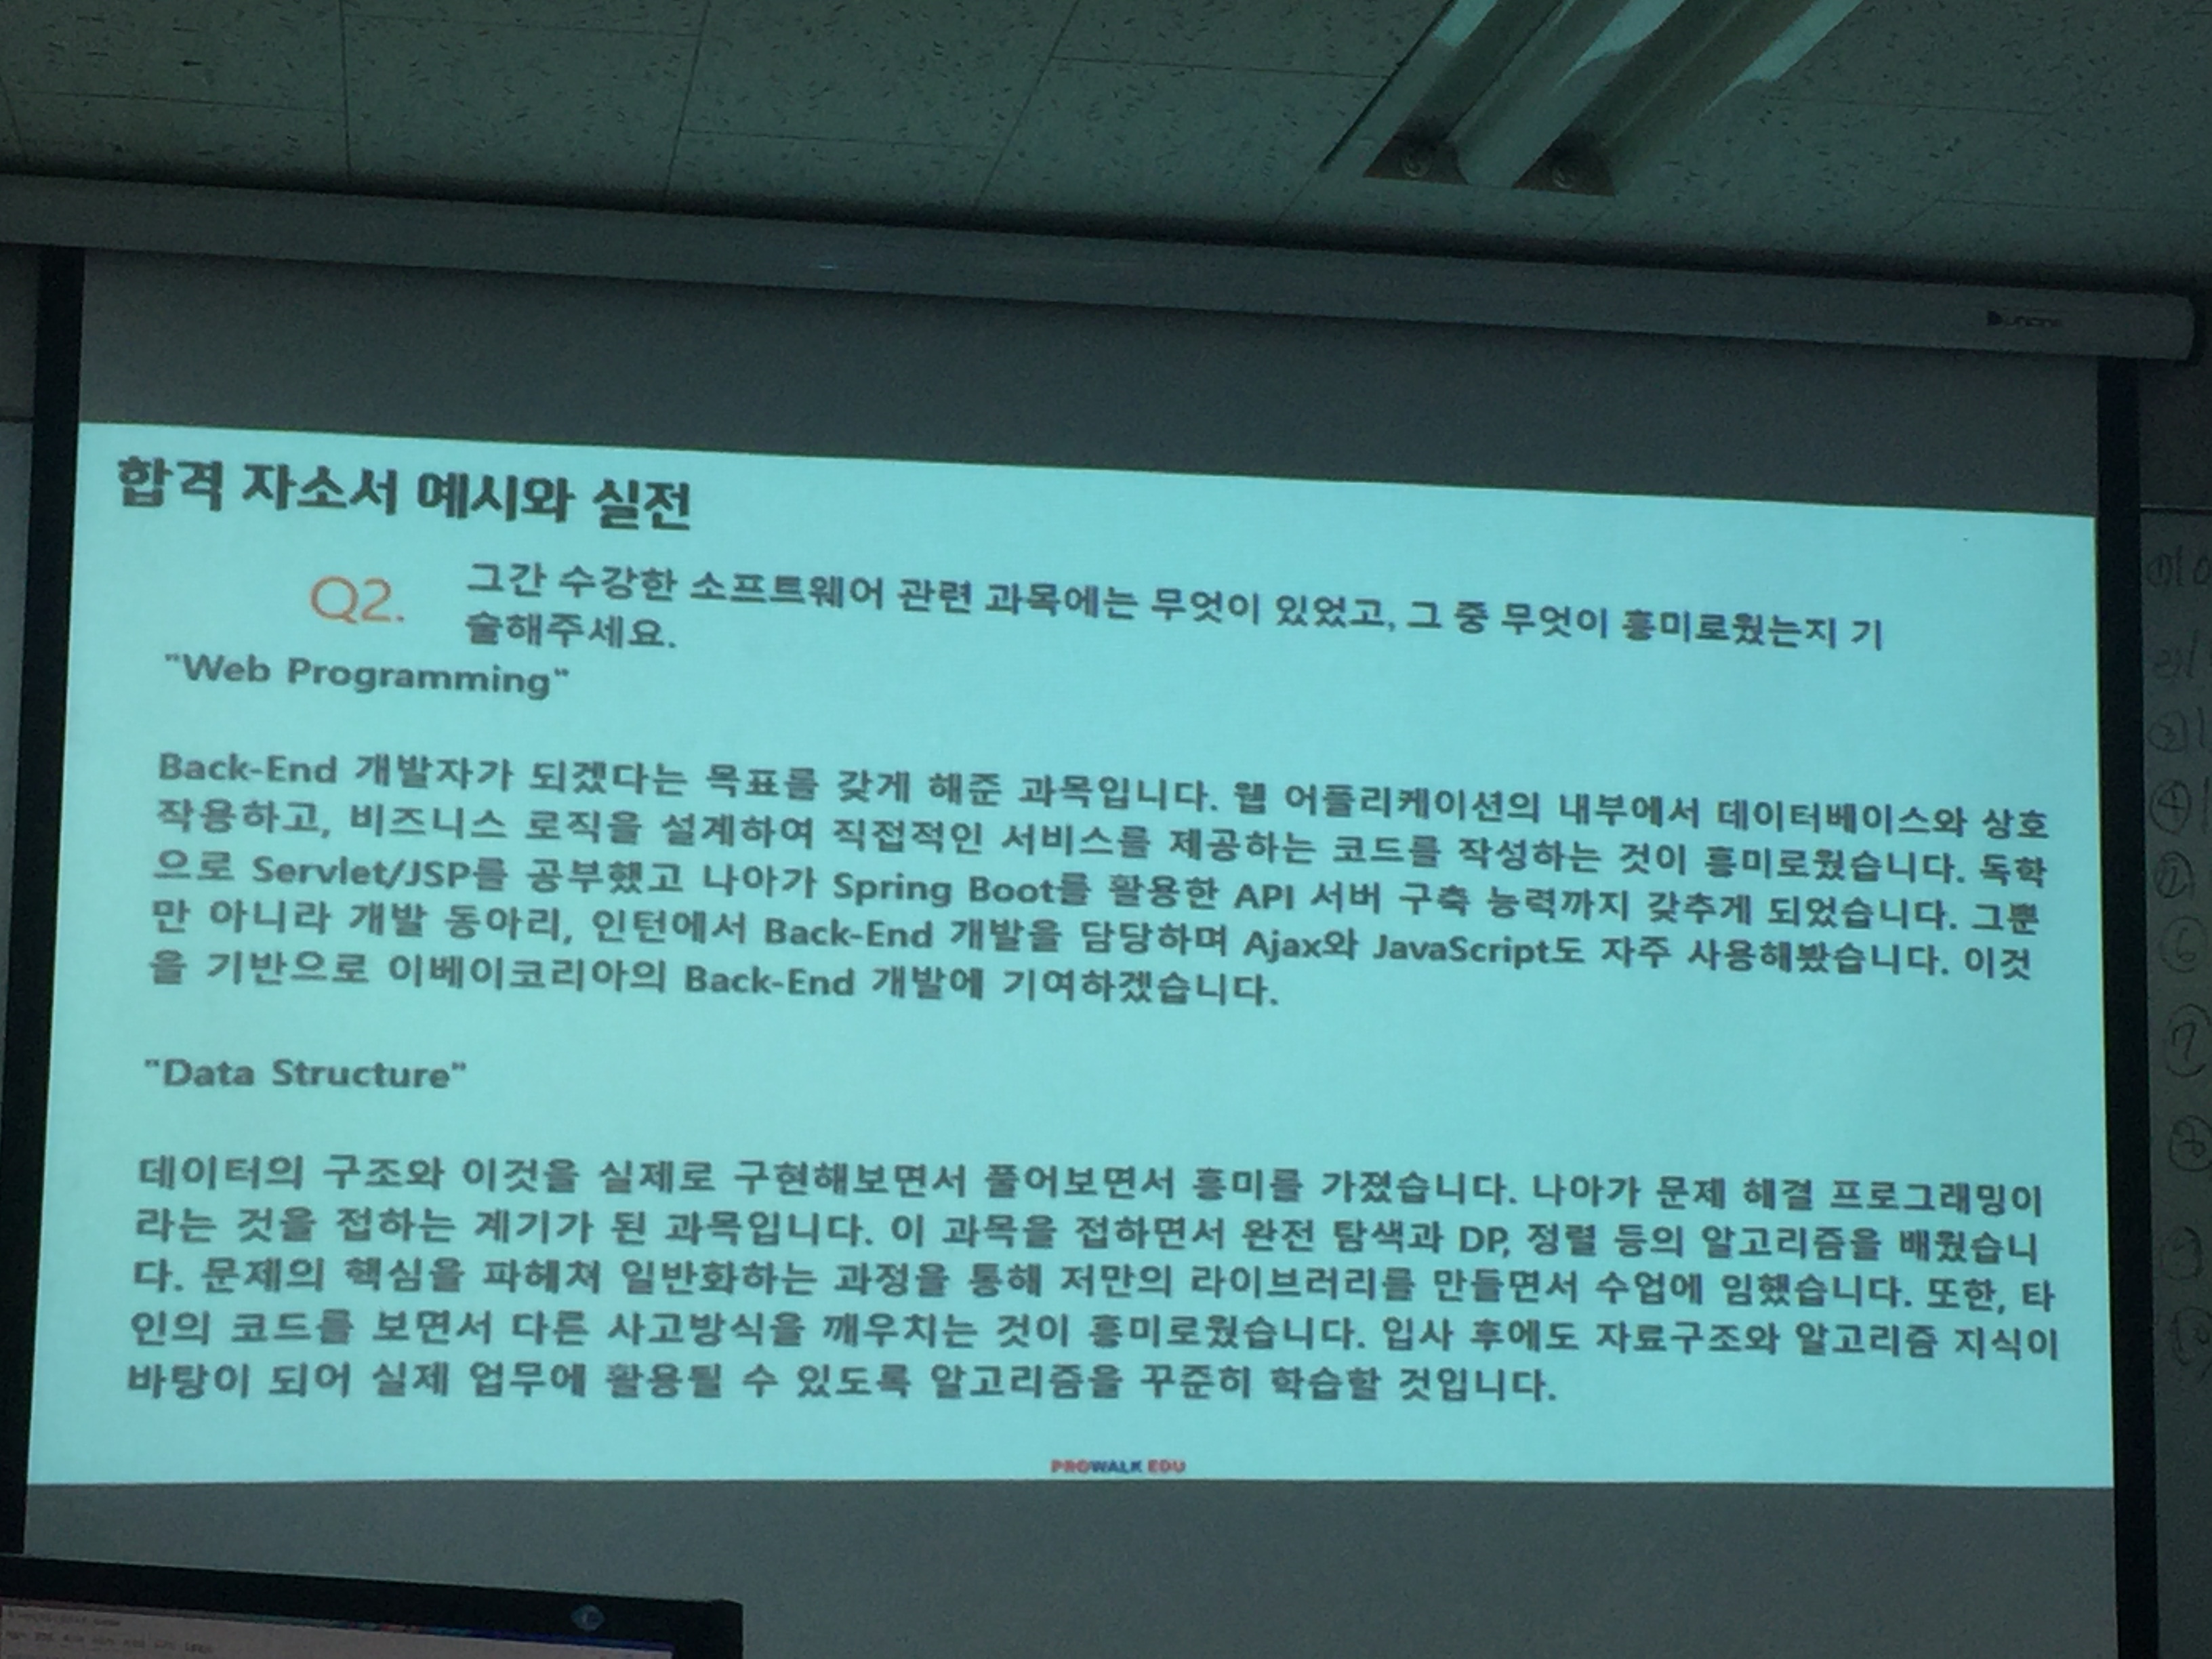 합격 자소서 예시와 실전
Q2. 그간 수강한 소프트웨어 관련 과목에는 무엇이 있었고, 그 중 무엇이 흥미로웠는지 기
술해주세요.
"Web Programming"
Back-End 개발자가 되겠다는 목표를 갖게 해준 과목입니다. 웹 어플리케이션의 내부에서 데이터베이스와 상호
작용하고, 비즈니스 로직을 설계하여 직접적인 서비스를 제공하는 코드를 작성하는 것이 흥미로웠습니다. 독학
으로 Servlet/JSP를 공부했고 나아가 Spring Boot를 활용한 API 서버 구축 능력까지 갖추게 되었습니다. 그뿐
만 아니라 개발 동아리, 인턴에서 Back-End 개발을 담당하며 Ajax와 JavaScript도 자주 사용해봤습니다. 이것
을 기반으로 이베이코리아의 Back-End 개발에 기여하겠습니다.
"Data Structure"
데이터의 구조와 이것을 실제로 구현해보면서 풀어보면서 흥미를 가졌습니다. 나아가 문제 해결 프로그래밍이
라는 것을 접하는 계기가 된 과목입니다. 이 과목을 접하면서 완전 탐색과 DP, 정렬 등의 알고리즘을 배웠습니
다. 문제의 핵심을 파헤쳐 일반화하는 과정을 통해 저만의 라이브러리를 만들면서 수업에 임했습니다. 또한, 타
인의 코드를 보면서 다른 사고방식을 깨우치는 것이 흥미로웠습니다. 입사 후에도 자료구조와 알고리즘 지식이
바탕이 되어 실제 업무에 활용될 수 있도록 알고리즘을 꾸준히 학습할 것입니다.
PROWALK EDU